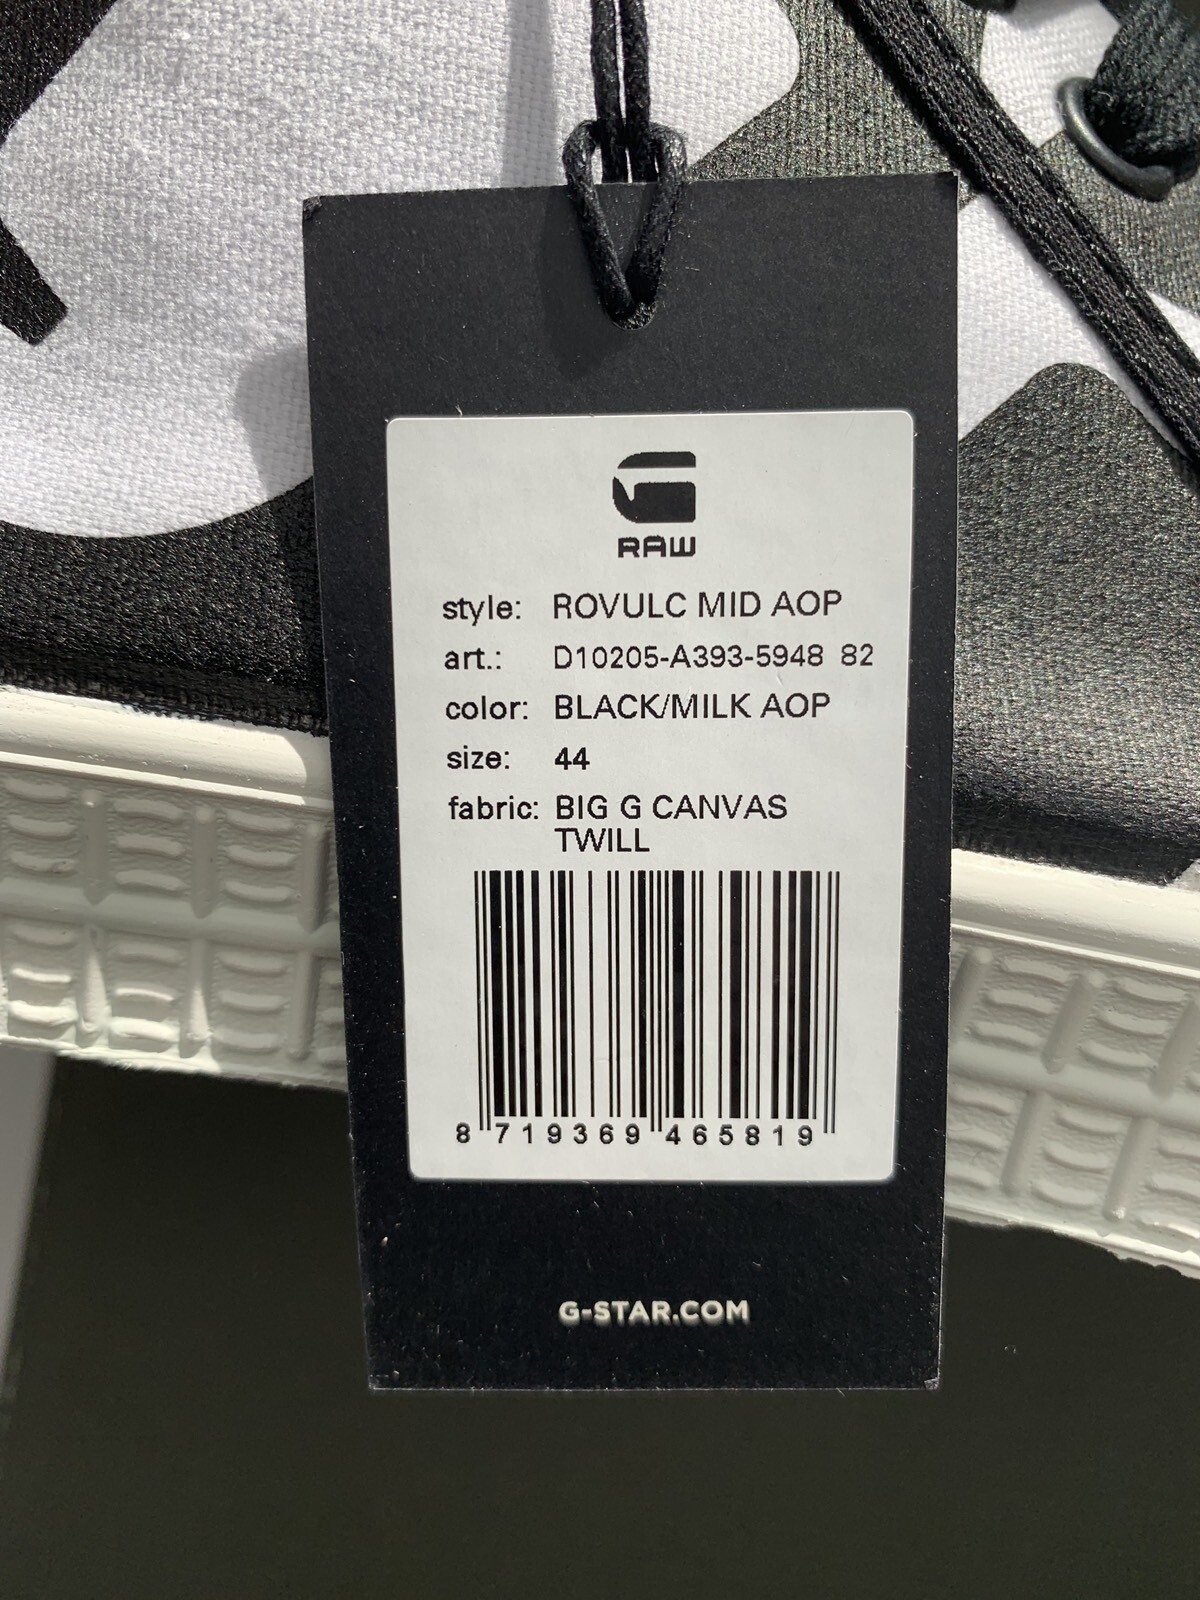 RAW
style: ROVULC MID AOP
art.: D10205-A393-5948 82
color: BLACK/MILK AOP
size: 44
fabric: BIG G CANVAS
TWILL
8 719369 465819
G-STAR.COM